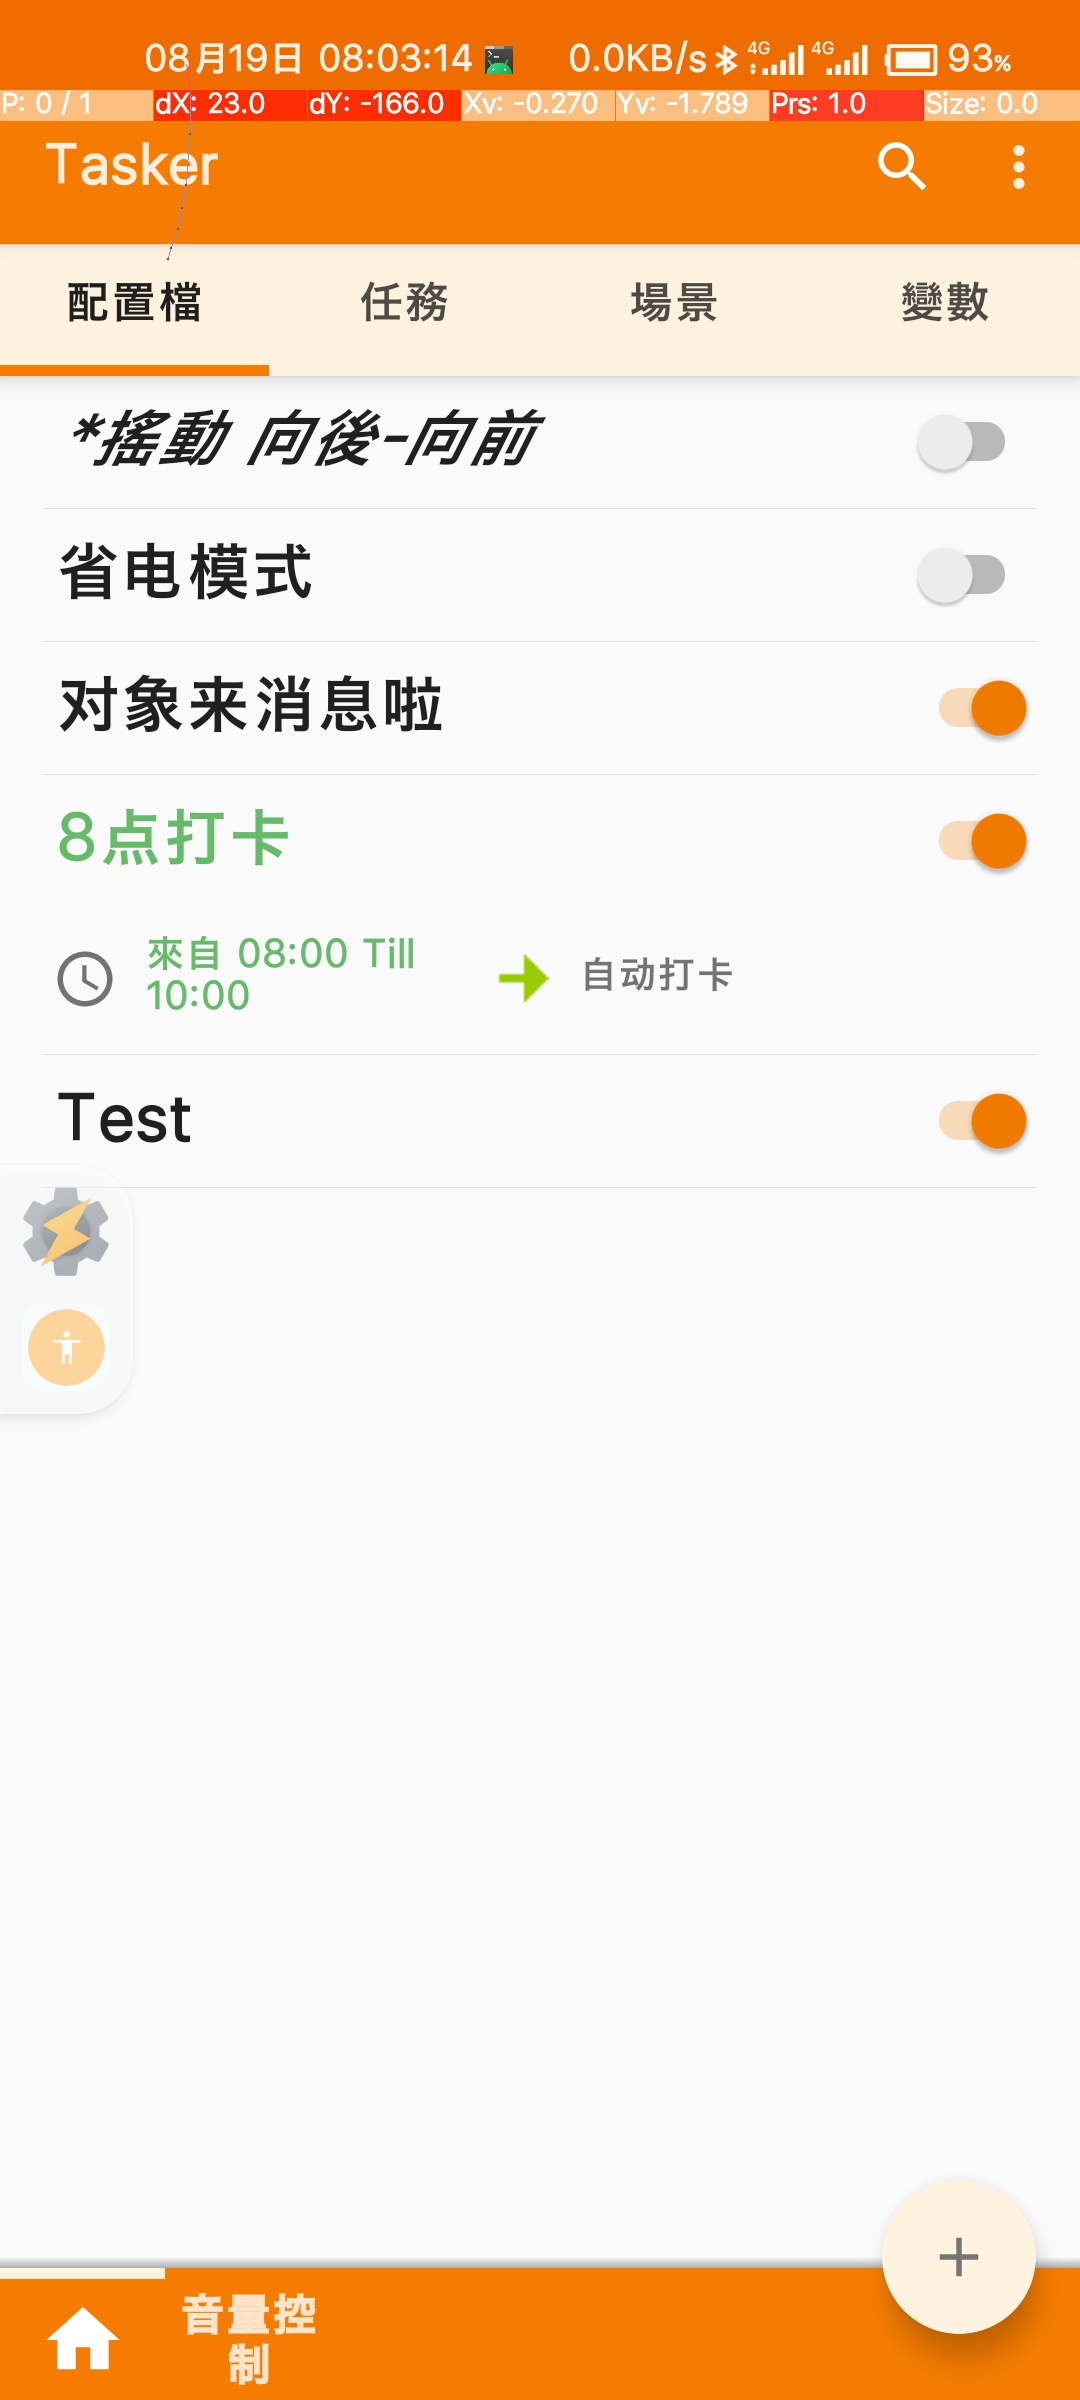 08月19日 08:03:14 0.0KB/s 4G 4G 93%
P: 0 / 1 dX: 23.0 dY: -166.0 Xv: -0.270 Yv: -1.789 Prs: 1.0 Size: 0.0
Tasker
配置檔 任務 場景 變數
*搖動 向後-向前
省电模式
对象来消息啦
8点打卡
來自 08:00 Till
10:00
自动打卡
Test
音量控
制